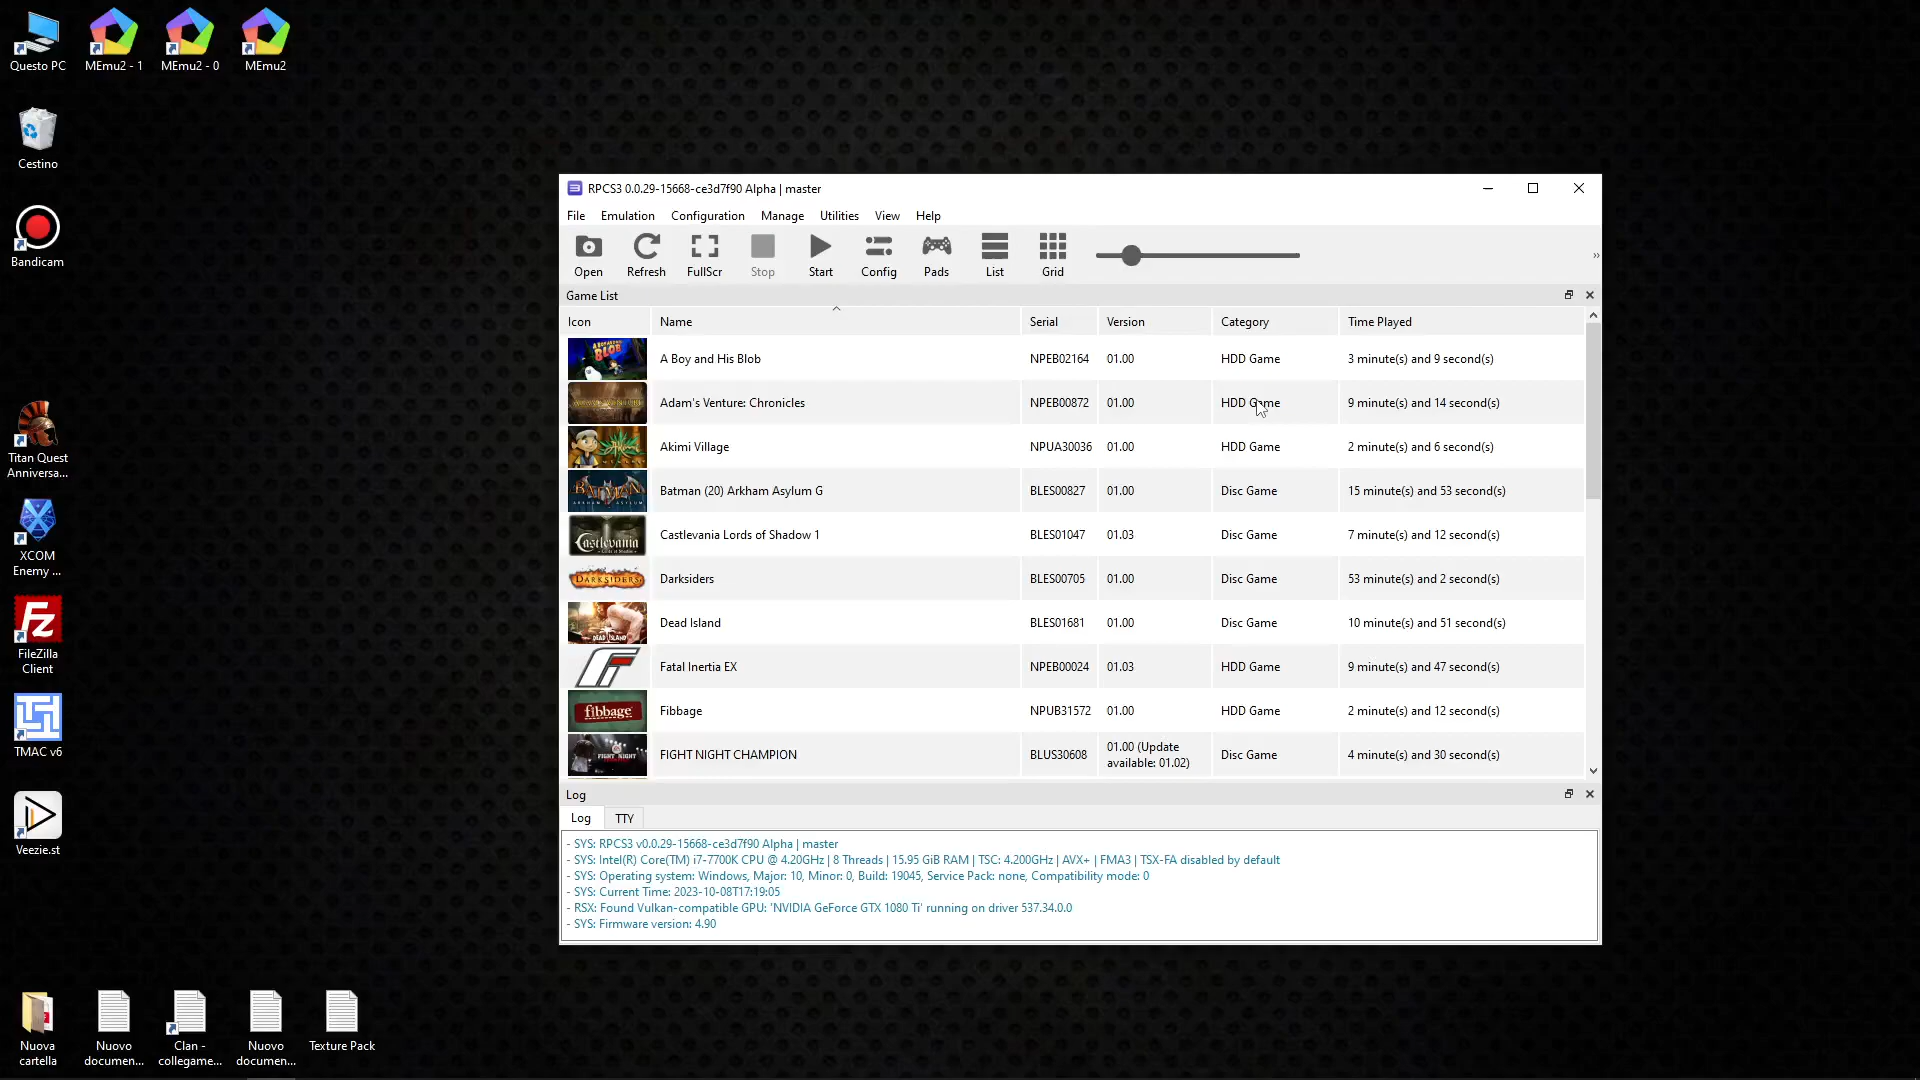 Questo PC
MEmu2 - 1
MEmu2 - 0
MEmu2
Cestino
Bandicam
Titan Quest
Anniversa...
XCOM
Enemy ...
FileZilla
Client
TMAC v6
Veezie.st
Nuova
cartella
Nuovo
documen...
Clan -
collegame...
Nuovo
documen...
Texture Pack
RPCS3 0.0.29-15668-ce3d7f90 Alpha | master
File Emulation Configuration Manage Utilities View Help
Open Refresh FullScr Stop Start Config Pads List Grid
Game List
Icon Name Serial Version Category Time Played
A Boy and His Blob NPEB02164 01.00 HDD Game 3 minute(s) and 9 second(s)
Adam's Venture: Chronicles NPEB00872 01.00 HDD Game 9 minute(s) and 14 second(s)
Akimi Village NPUA30036 01.00 HDD Game 2 minute(s) and 6 second(s)
BATMAN
ARKHAM ASYLUM
Batman (20) Arkham Asylum G BLES00827 01.00 Disc Game 15 minute(s) and 53 second(s)
Castlevania
Castlevania Lords of Shadow 1 BLES01047 01.03 Disc Game 7 minute(s) and 12 second(s)
DARKSIDERS
Darksiders BLES00705 01.00 Disc Game 53 minute(s) and 2 second(s)
DEAD ISLAND
Dead Island BLES01681 01.00 Disc Game 10 minute(s) and 51 second(s)
Fatal Inertia EX NPEB00024 01.03 HDD Game 9 minute(s) and 47 second(s)
fibbage
Fibbage NPUB31572 01.00 HDD Game 2 minute(s) and 12 second(s)
FIGHT NIGHT
FIGHT NIGHT CHAMPION BLUS30608 01.00 (Update available: 01.02) Disc Game 4 minute(s) and 30 second(s)
Log
Log TTY
- SYS: RPCS3 v0.0.29-15668-ce3d7f90 Alpha | master
- SYS: Intel(R) Core(TM) i7-7700K CPU @ 4.20GHz | 8 Threads | 15.95 GiB RAM | TSC: 4.200GHz | AVX+ | FMA3 | TSX-FA disabled by default
- SYS: Operating system: Windows, Major: 10, Minor: 0, Build: 19045, Service Pack: none, Compatibility mode: 0
- SYS: Current Time: 2023-10-08T17:19:05
- RSX: Found Vulkan-compatible GPU: 'NVIDIA GeForce GTX 1080 Ti' running on driver 537.34.0.0
- SYS: Firmware version: 4.90